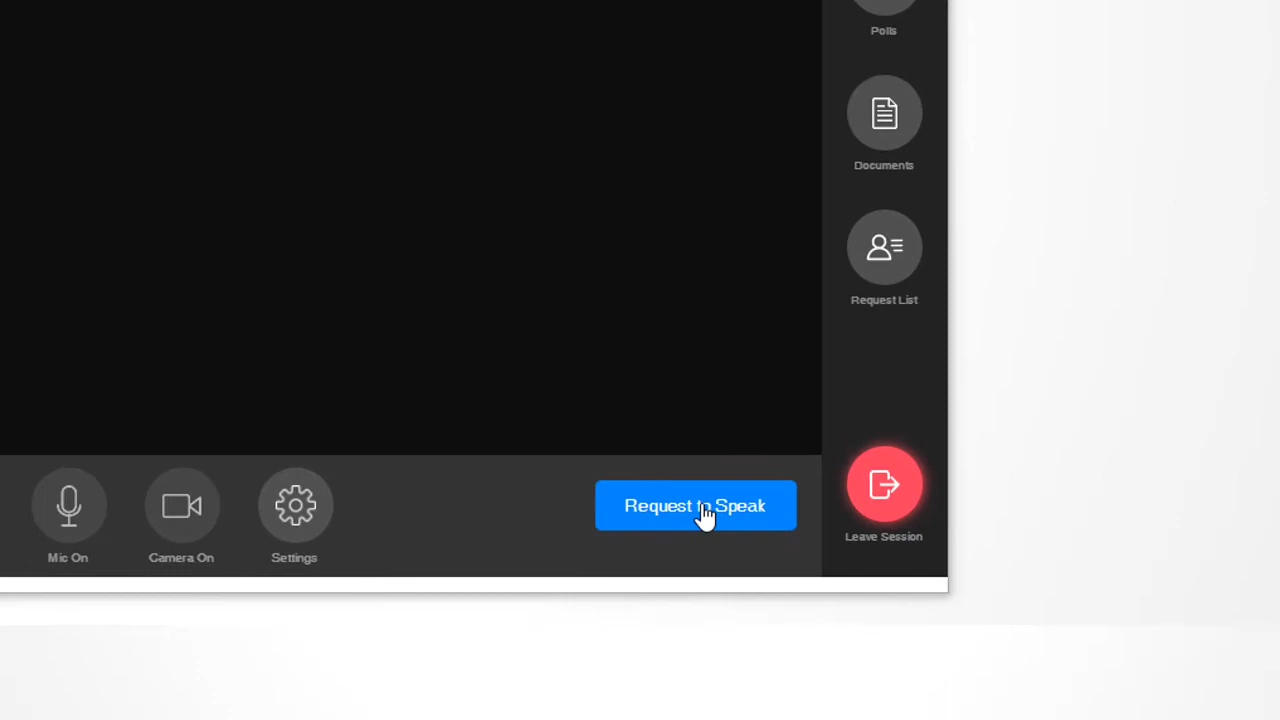 Polls
Documents
Request List
Request to Speak
Mic On
Camera On
Settings
Leave Session